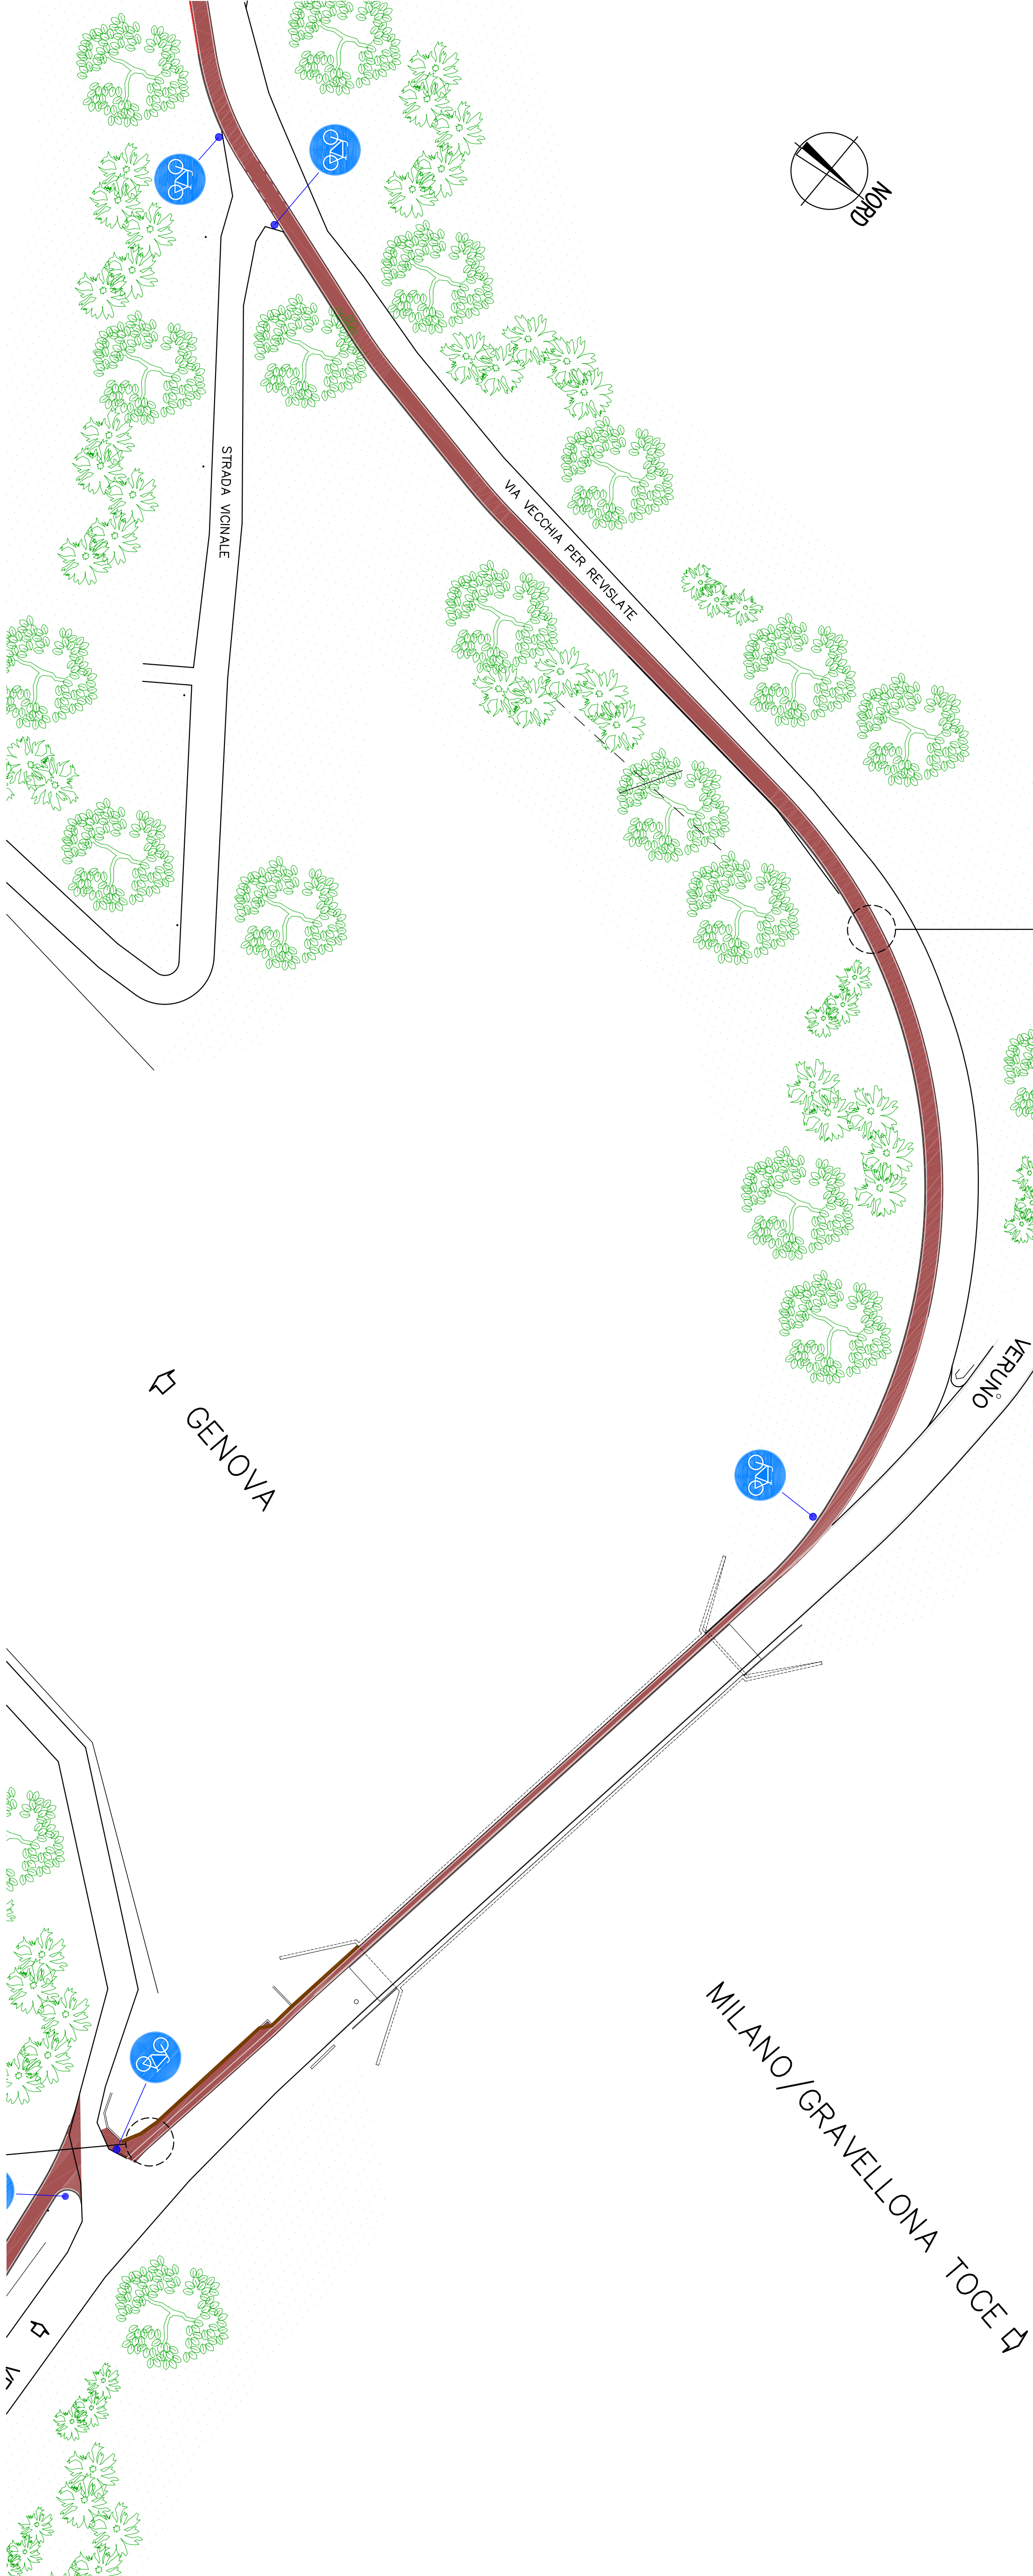 NORD
STRADA VICINALE
VIA VECCHIA PER REVISLATE
VERUNO
GENOVA
MILANO/GRAVELLONA TOCE